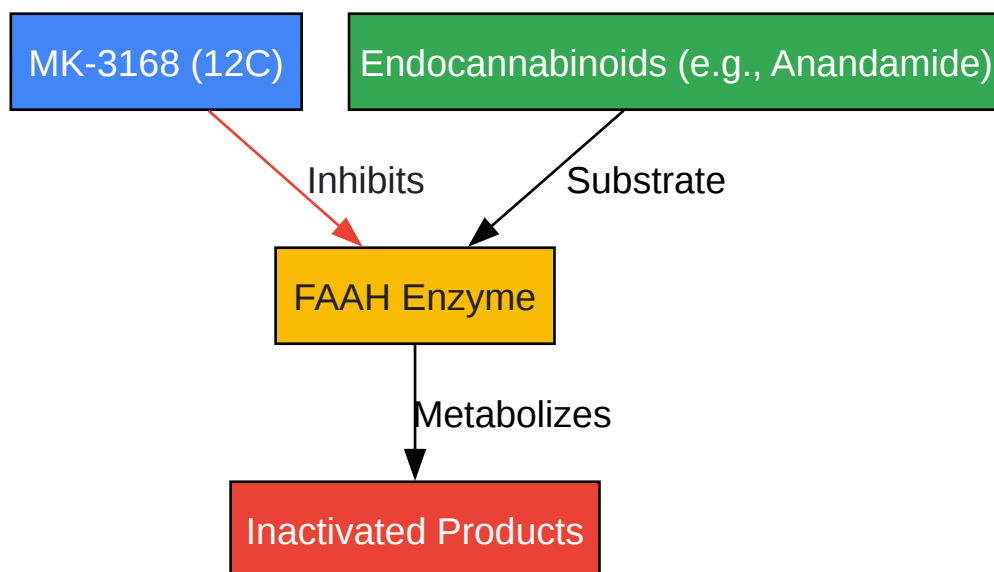 MK-3168 (12C)
Endocannabinoids (e.g., Anandamide)
Inhibits
Substrate
FAAH Enzyme
Metabolizes
Inactivated Products